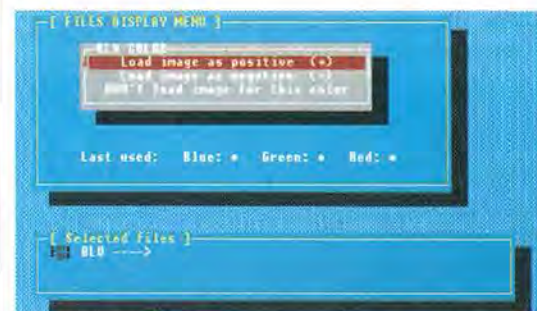 [ FILES DISPLAY MENU ]
BLU COLOR
Load image as positive (+)
Load image as negative (-)
DON'T load image for this color
Last used: Blue: * Green: * Red: *
[ Selected Files ]
BLU ---->